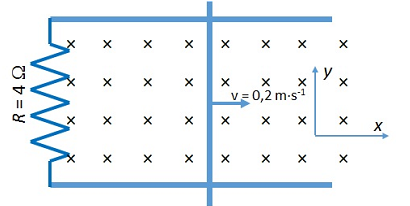 R = 4 Ω
v = 0,2 m·s⁻¹
y
x